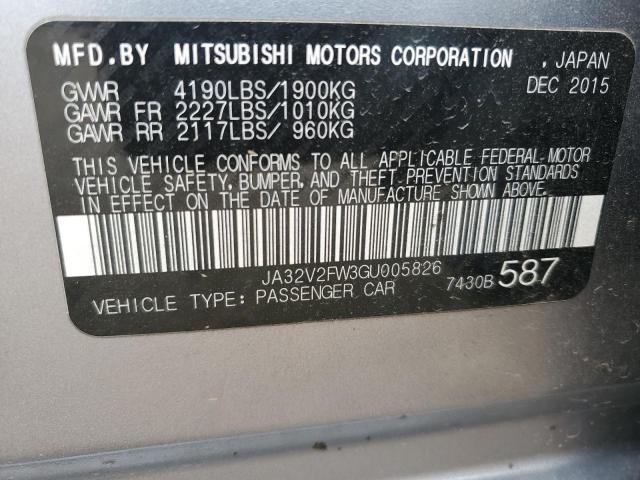 MFD.BY MITSUBISHI MOTORS CORPORATION , JAPAN
DEC 2015
GVWR 4190LBS/1900KG
GAWR FR 2227LBS/1010KG
GAWR RR 2117LBS/ 960KG
THIS VEHICLE CONFORMS TO ALL APPLICABLE FEDERAL-MOTOR
VEHICLE SAFETY, BUMPER, AND THEFT PREVENTION STANDARDS
IN EFFECT ON THE DATE OF MANUFACTURE SHOWN ABOVE.
JA32V2FW3GU005826
VEHICLE TYPE: PASSENGER CAR 7430B 587